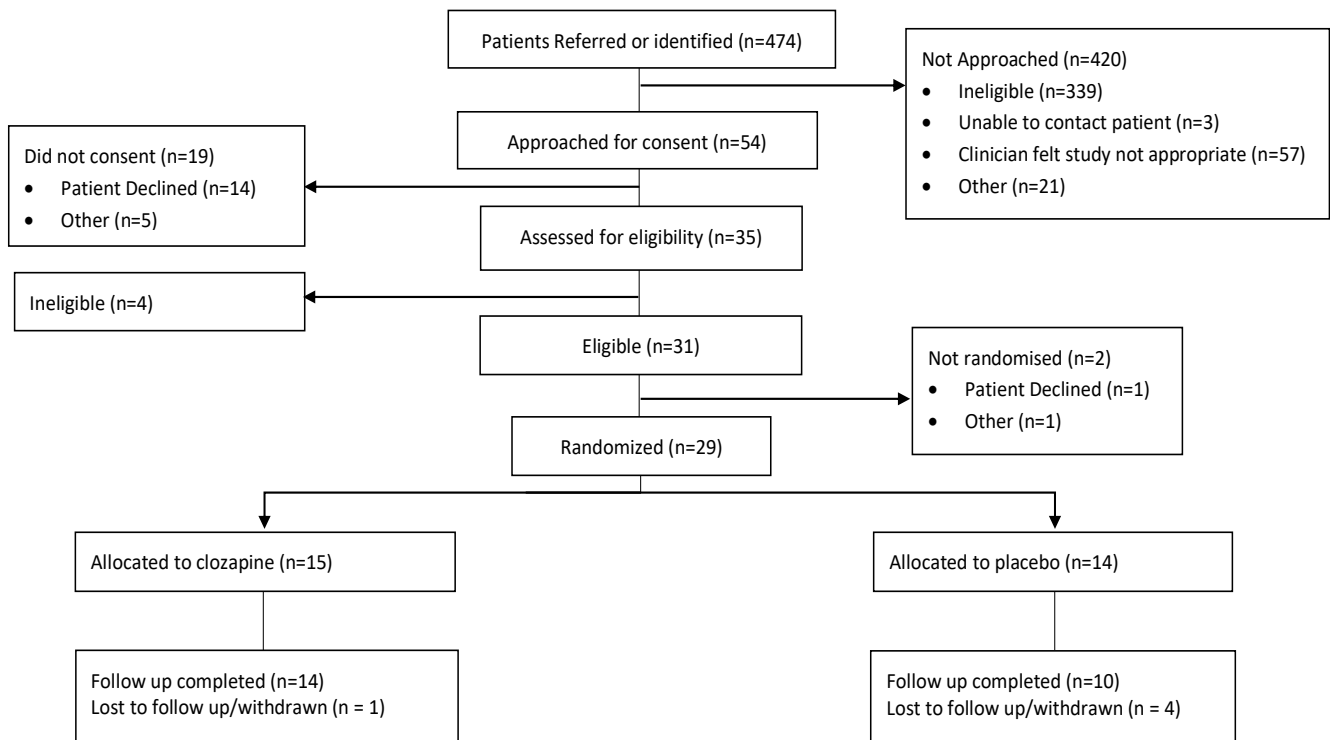 Patients Referred or identified (n=474)
Not Approached (n=420)
• Ineligible (n=339)
• Unable to contact patient (n=3)
• Clinician felt study not appropriate (n=57)
• Other (n=21)
Approached for consent (n=54)
Did not consent (n=19)
• Patient Declined (n=14)
• Other (n=5)
Assessed for eligibility (n=35)
Ineligible (n=4)
Eligible (n=31)
Not randomised (n=2)
• Patient Declined (n=1)
• Other (n=1)
Randomized (n=29)
Allocated to clozapine (n=15)
Allocated to placebo (n=14)
Follow up completed (n=14)
Lost to follow up/withdrawn (n = 1)
Follow up completed (n=10)
Lost to follow up/withdrawn (n = 4)